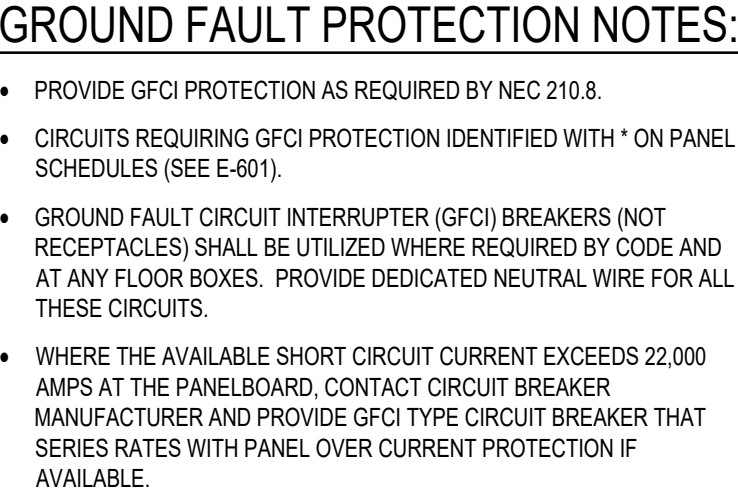 GROUND FAULT PROTECTION NOTES:
• PROVIDE GFCI PROTECTION AS REQUIRED BY NEC 210.8.
• CIRCUITS REQUIRING GFCI PROTECTION IDENTIFIED WITH * ON PANEL
SCHEDULES (SEE E-601).
• GROUND FAULT CIRCUIT INTERRUPTER (GFCI) BREAKERS (NOT
RECEPTACLES) SHALL BE UTILIZED WHERE REQUIRED BY CODE AND
AT ANY FLOOR BOXES. PROVIDE DEDICATED NEUTRAL WIRE FOR ALL
THESE CIRCUITS.
• WHERE THE AVAILABLE SHORT CIRCUIT CURRENT EXCEEDS 22,000
AMPS AT THE PANELBOARD, CONTACT CIRCUIT BREAKER
MANUFACTURER AND PROVIDE GFCI TYPE CIRCUIT BREAKER THAT
SERIES RATES WITH PANEL OVER CURRENT PROTECTION IF
AVAILABLE.